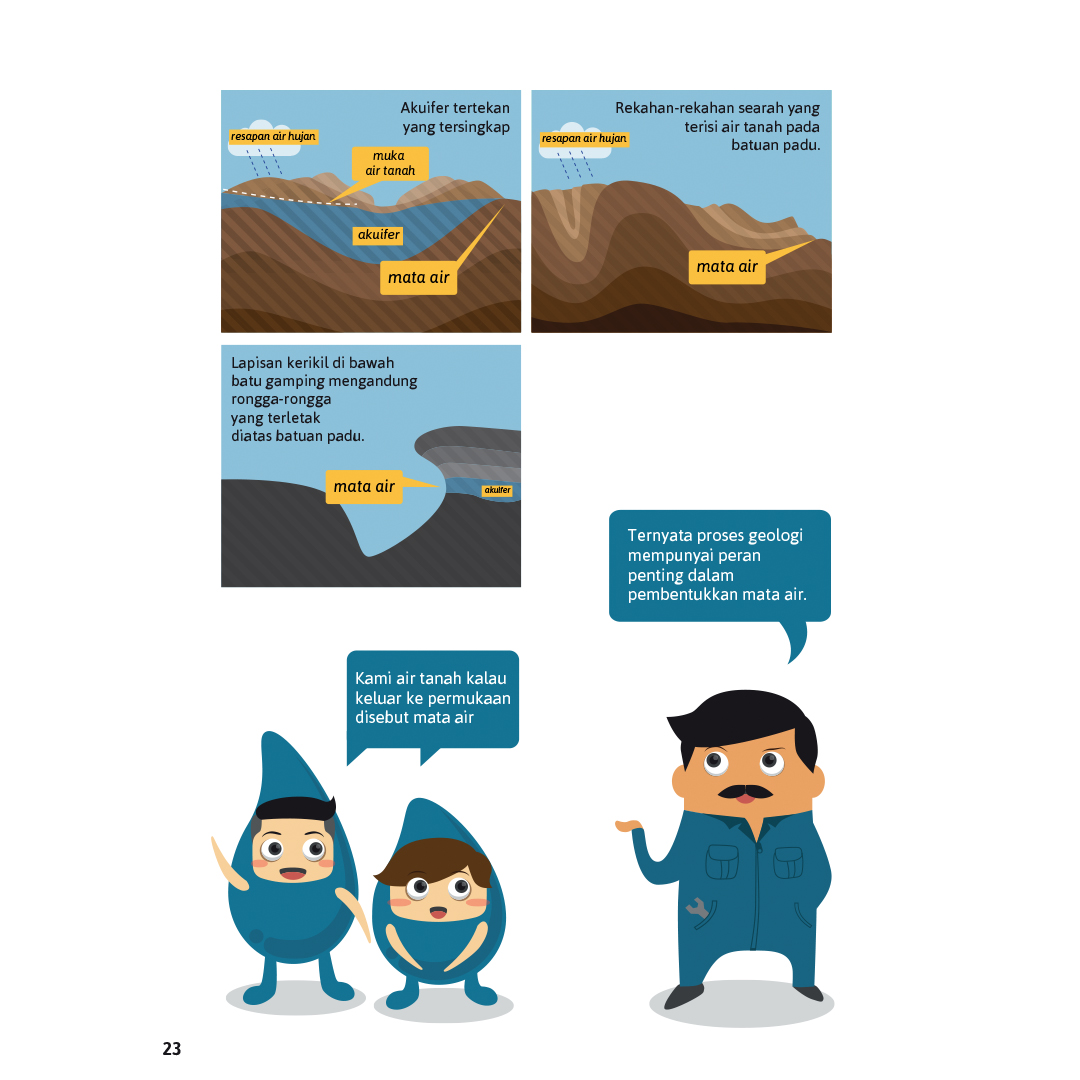 Akuifer tertekan
yang tersingkap
resapan air hujan
muka
air tanah
akuifer
mata air
Rekahan-rekahan searah yang
terisi air tanah pada
batuan padu.
resapan air hujan
mata air
Lapisan kerikil di bawah
batu gamping mengandung
rongga-rongga
yang terletak
diatas batuan padu.
mata air
akuifer
Ternyata proses geologi
mempunyai peran
penting dalam
pembentukkan mata air.
Kami air tanah kalau
keluar ke permukaan
disebut mata air
23